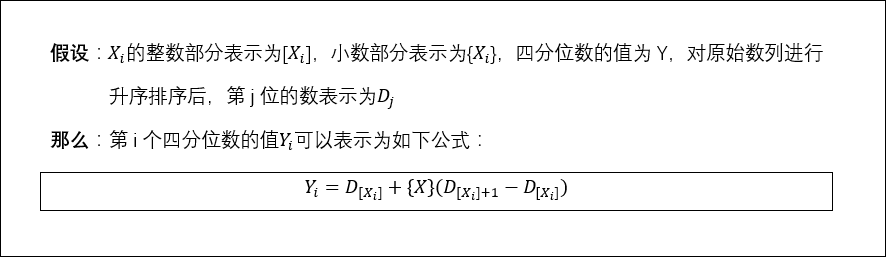 假设：𝑋ᵢ的整数部分表示为[𝑋ᵢ]，小数部分表示为{𝑋ᵢ}，四分位数的值为 Y，对原始数列进行
升序排序后，第 j 位的数表示为𝐷ⱼ
那么：第 i 个四分位数的值𝑌ᵢ可以表示为如下公式：
𝑌ᵢ = 𝐷_[𝑋ᵢ] + {𝑋}(𝐷_[𝑋ᵢ]+1 − 𝐷_[𝑋ᵢ])